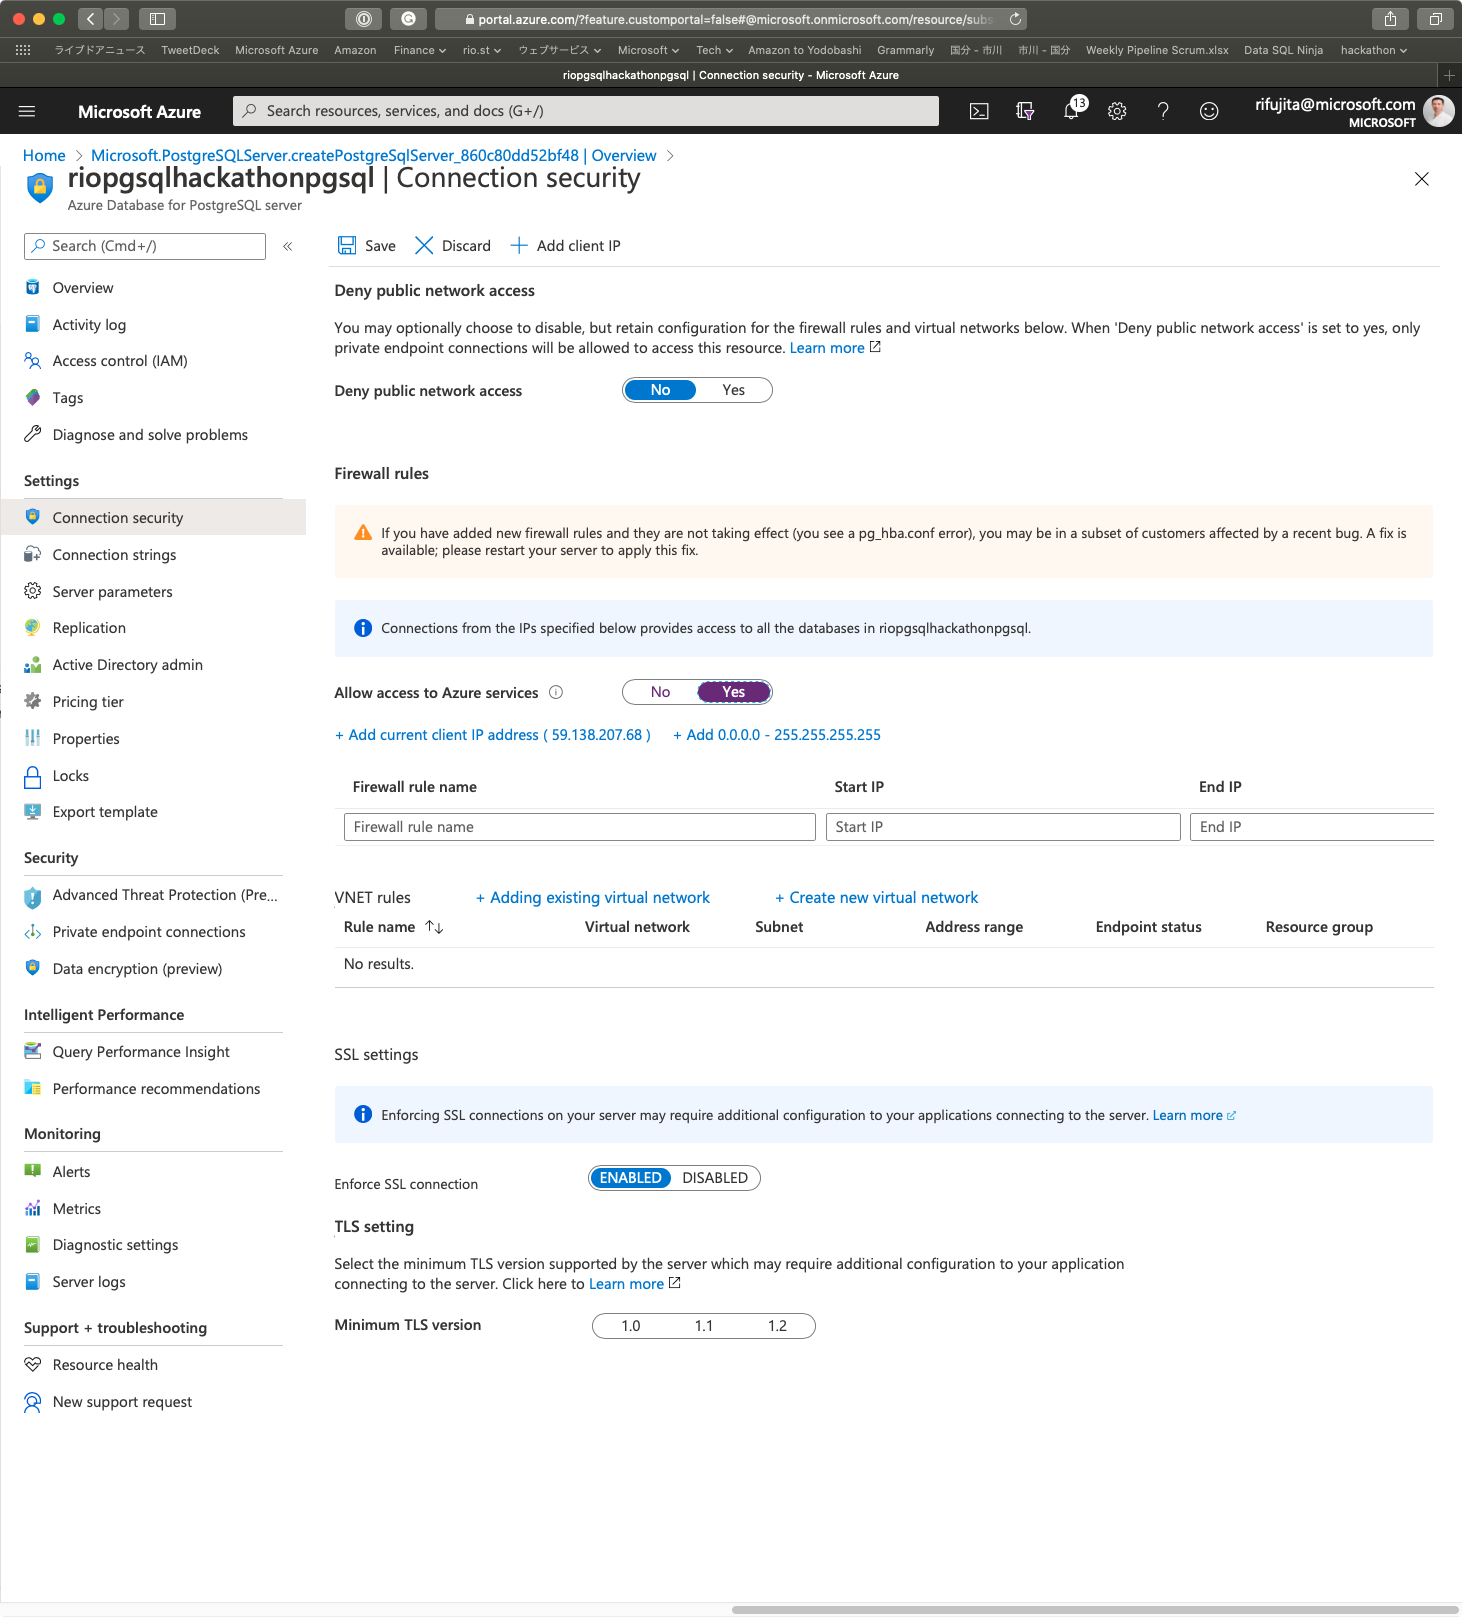 portal.azure.com/?feature.customportal=false#@microsoft.onmicrosoft.com/resource/subs
ライブドアニュース TweetDeck Microsoft Azure Amazon Finance rio.st ウェブサービス Microsoft Tech Amazon to Yodobashi Grammarly 国分 - 市川 市川 - 国分 Weekly Pipeline Scrum.xlsx Data SQL Ninja hackathon
riopgsqlhackathonpgsql | Connection security - Microsoft Azure
Microsoft Azure
Search resources, services, and docs (G+/)
13
rifujita@microsoft.com
MICROSOFT
Home > Microsoft.PostgreSQLServer.createPostgreSqlServer_860c80dd52bf48 | Overview >
riopgsqlhackathonpgsql | Connection security
Azure Database for PostgreSQL server
Search (Cmd+/)
«
Overview
Activity log
Access control (IAM)
Tags
Diagnose and solve problems
Settings
Connection security
Connection strings
Server parameters
Replication
Active Directory admin
Pricing tier
Properties
Locks
Export template
Security
Advanced Threat Protection (Pre...
Private endpoint connections
Data encryption (preview)
Intelligent Performance
Query Performance Insight
Performance recommendations
Monitoring
Alerts
Metrics
Diagnostic settings
Server logs
Support + troubleshooting
Resource health
New support request
Save Discard Add client IP
Deny public network access
You may optionally choose to disable, but retain configuration for the firewall rules and virtual networks below. When 'Deny public network access' is set to yes, only
private endpoint connections will be allowed to access this resource. Learn more
Deny public network access No Yes
Firewall rules
If you have added new firewall rules and they are not taking effect (you see a pg_hba.conf error), you may be in a subset of customers affected by a recent bug. A fix is
available; please restart your server to apply this fix.
Connections from the IPs specified below provides access to all the databases in riopgsqlhackathonpgsql.
Allow access to Azure services No Yes
+ Add current client IP address ( 59.138.207.68 ) + Add 0.0.0.0 - 255.255.255.255
Firewall rule name Start IP End IP
Firewall rule name Start IP End IP
VNET rules + Adding existing virtual network + Create new virtual network
Rule name Virtual network Subnet Address range Endpoint status Resource group
No results.
SSL settings
Enforcing SSL connections on your server may require additional configuration to your applications connecting to the server. Learn more
Enforce SSL connection ENABLED DISABLED
TLS setting
Select the minimum TLS version supported by the server which may require additional configuration to your application
connecting to the server. Click here to Learn more
Minimum TLS version 1.0 1.1 1.2